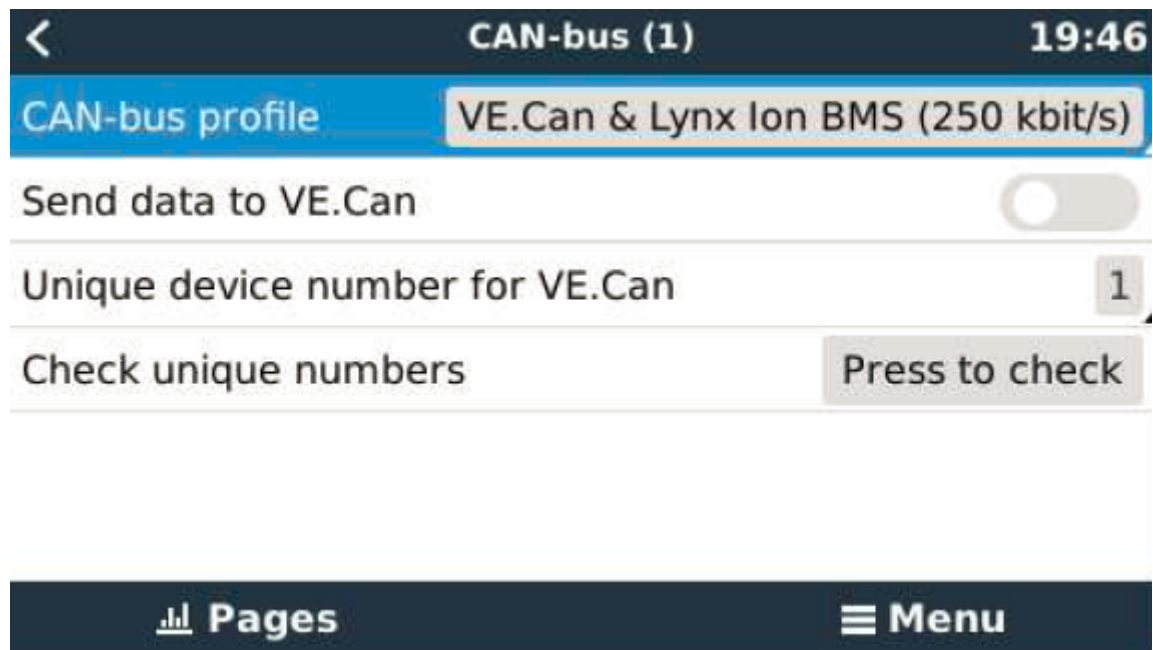 CAN-bus (1) 19:46
CAN-bus profile VE.Can & Lynx Ion BMS (250 kbit/s)
Send data to VE.Can
Unique device number for VE.Can 1
Check unique numbers Press to check
Pages Menu